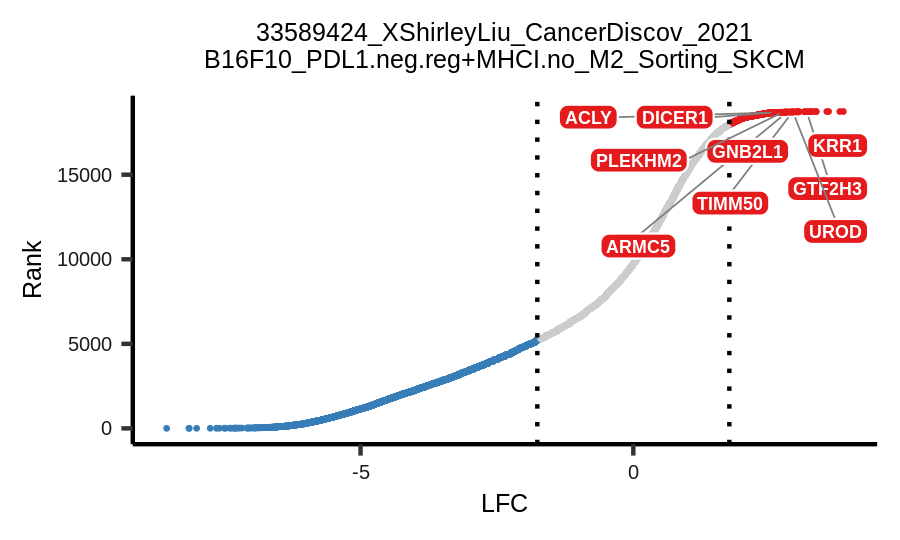 33589424_XShirleyLiu_CancerDiscov_2021
B16F10_PDL1.neg.reg+MHCI.no_M2_Sorting_SKCM
ACLY
DICER1
KRR1
PLEKHM2
GNB2L1
GTF2H3
TIMM50
UROD
ARMC5
15000
10000
5000
0
Rank
-5
0
LFC